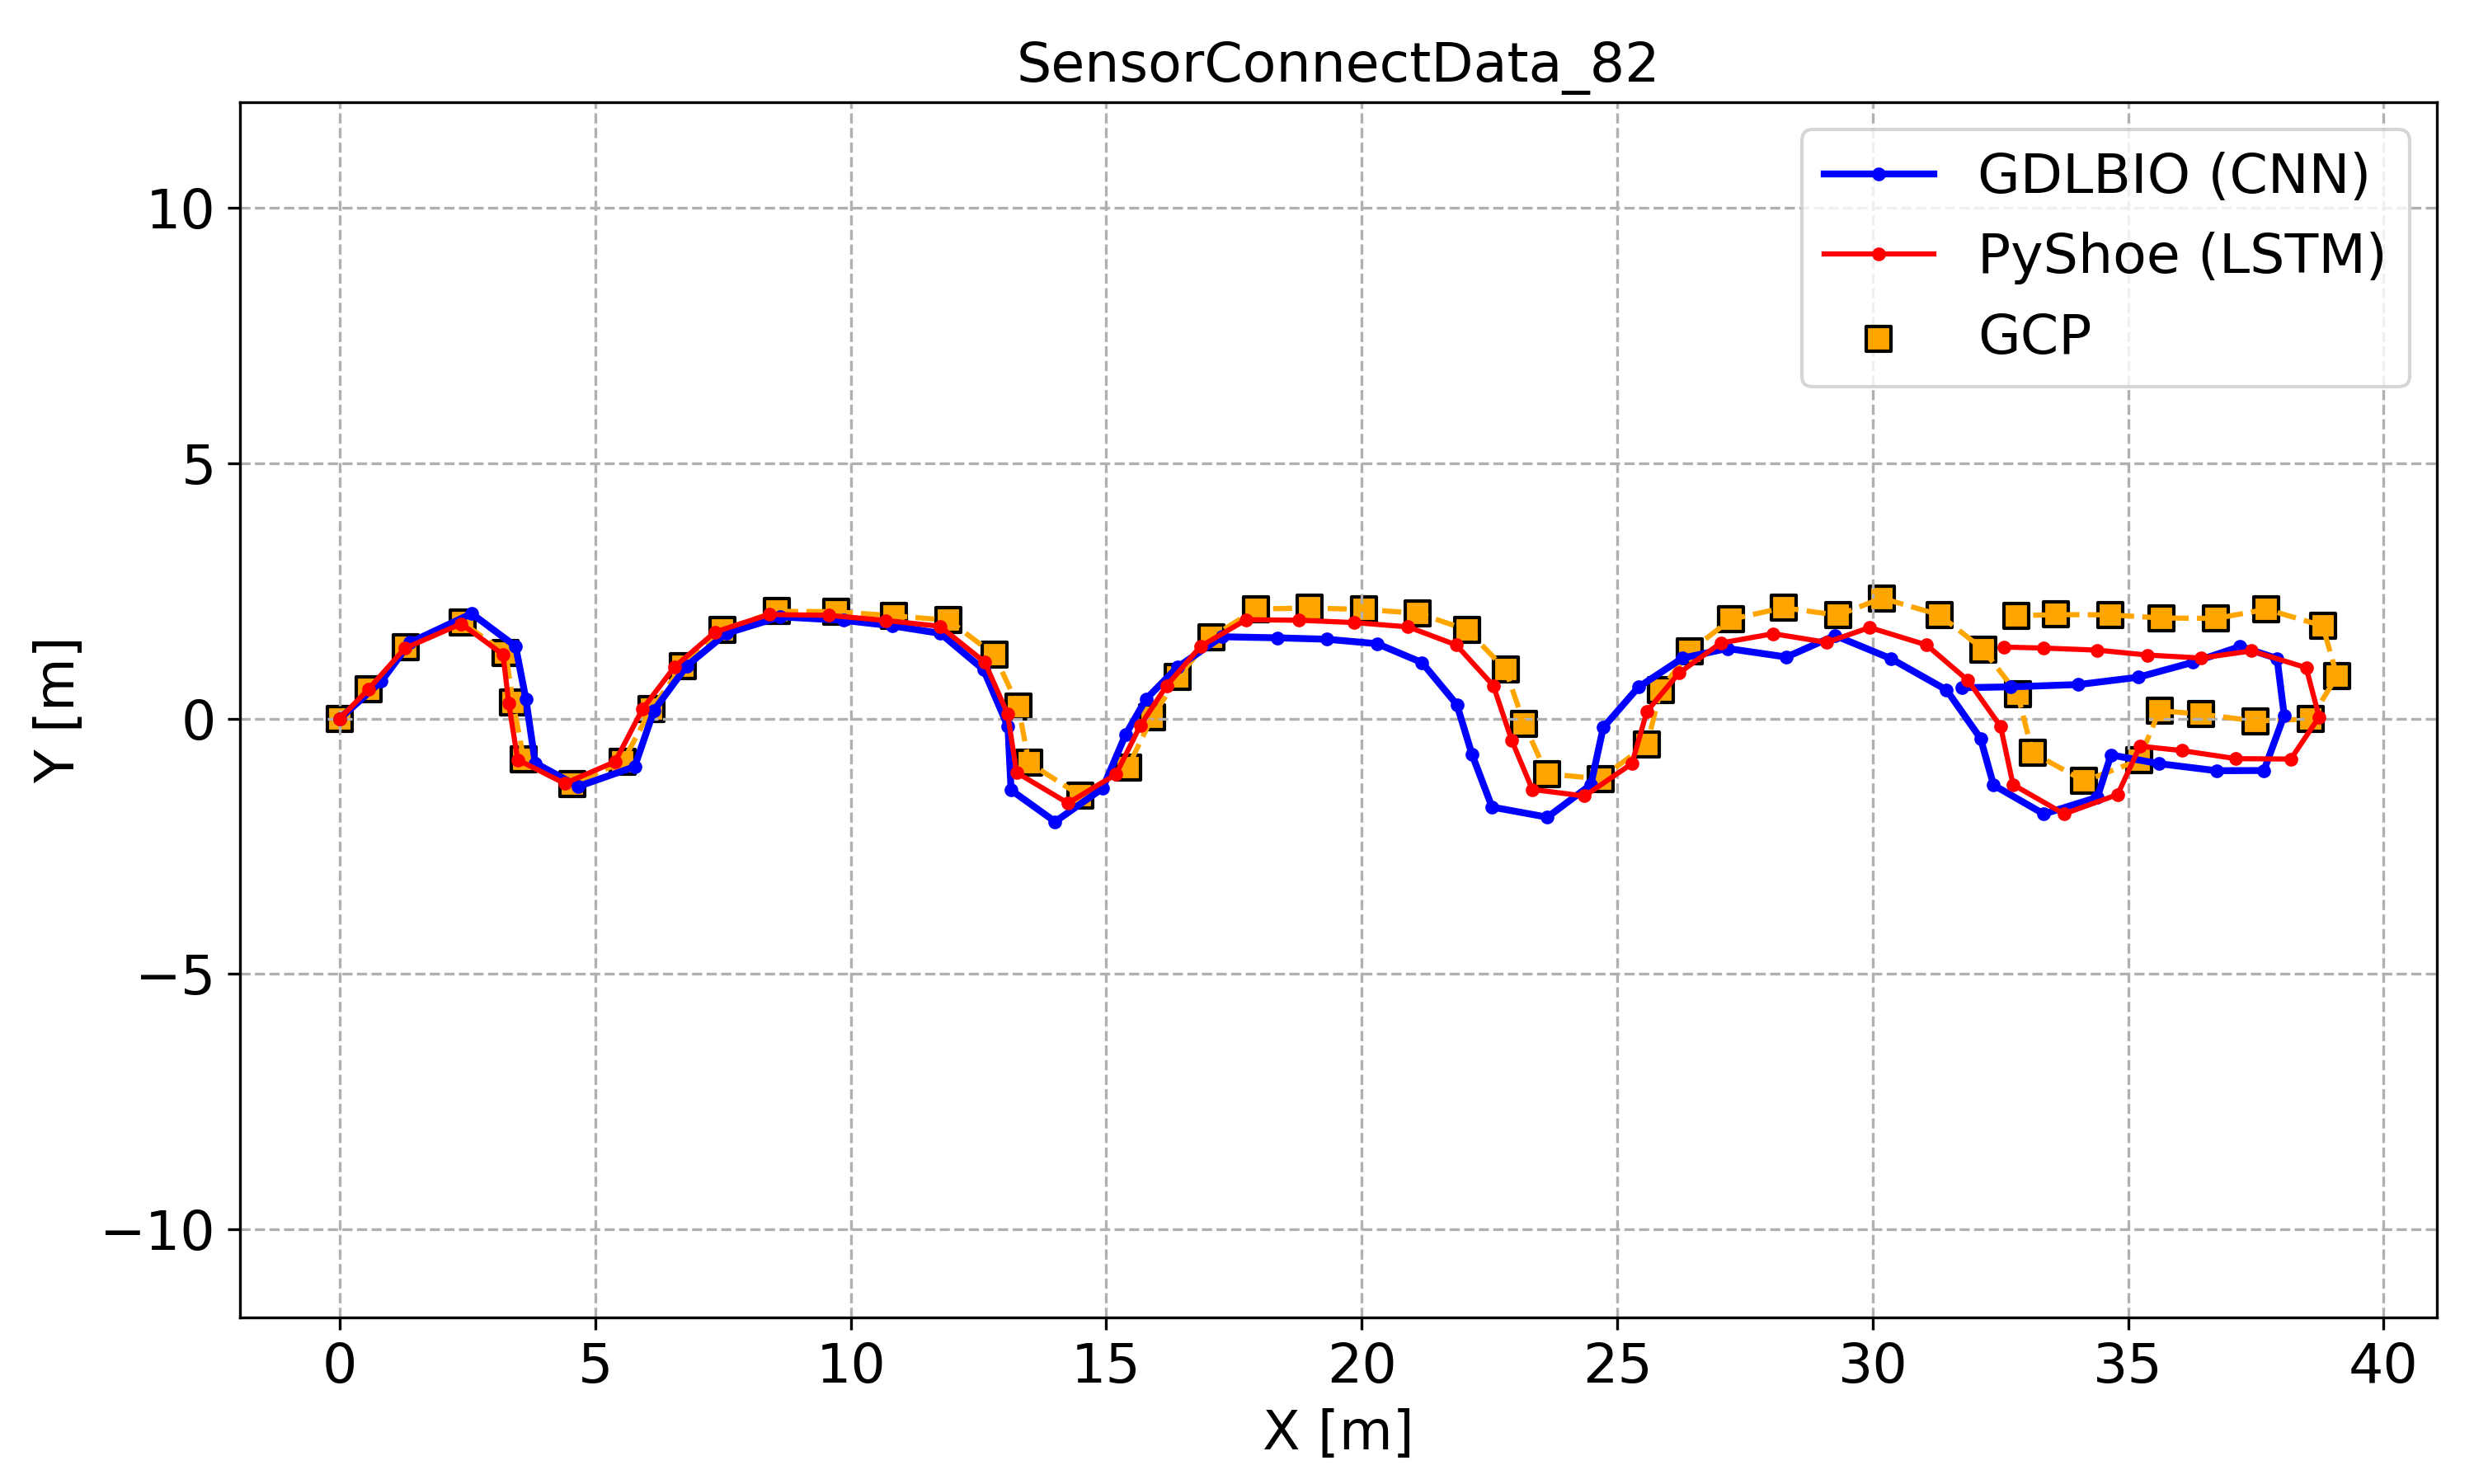 SensorConnectData_82
GDLBIO (CNN)
PyShoe (LSTM)
GCP
10
5
0
−5
−10
Y [m]
0 5 10 15 20 25 30 35 40
X [m]